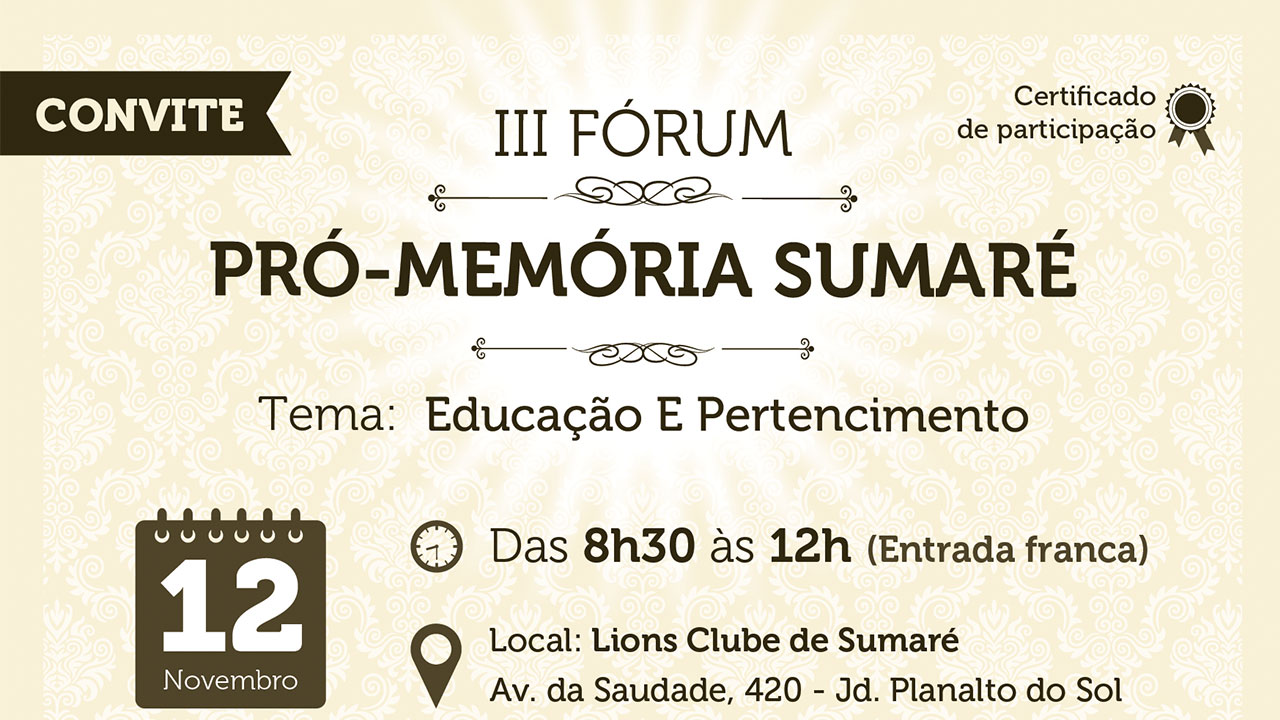 CONVITE
III FÓRUM
Certificado
de participação
PRÓ-MEMÓRIA SUMARÉ
Tema: Educação E Pertencimento
12
Novembro
Das 8h30 às 12h (Entrada franca)
Local: Lions Clube de Sumaré
Av. da Saudade, 420 - Jd. Planalto do Sol